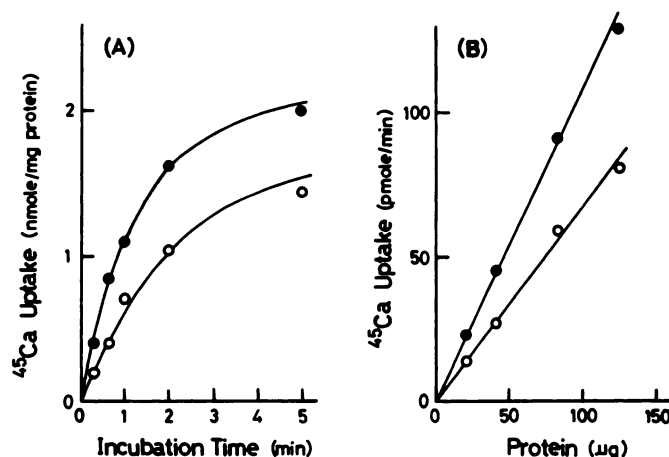 (A)
⁴⁵Ca Uptake (nmole/mg protein)
2
1
0
0 1 2 3 4 5
Incubation Time (min)
(B)
⁴⁵Ca Uptake (pmole/min)
100
50
0
0 50 100 150
Protein (μg)